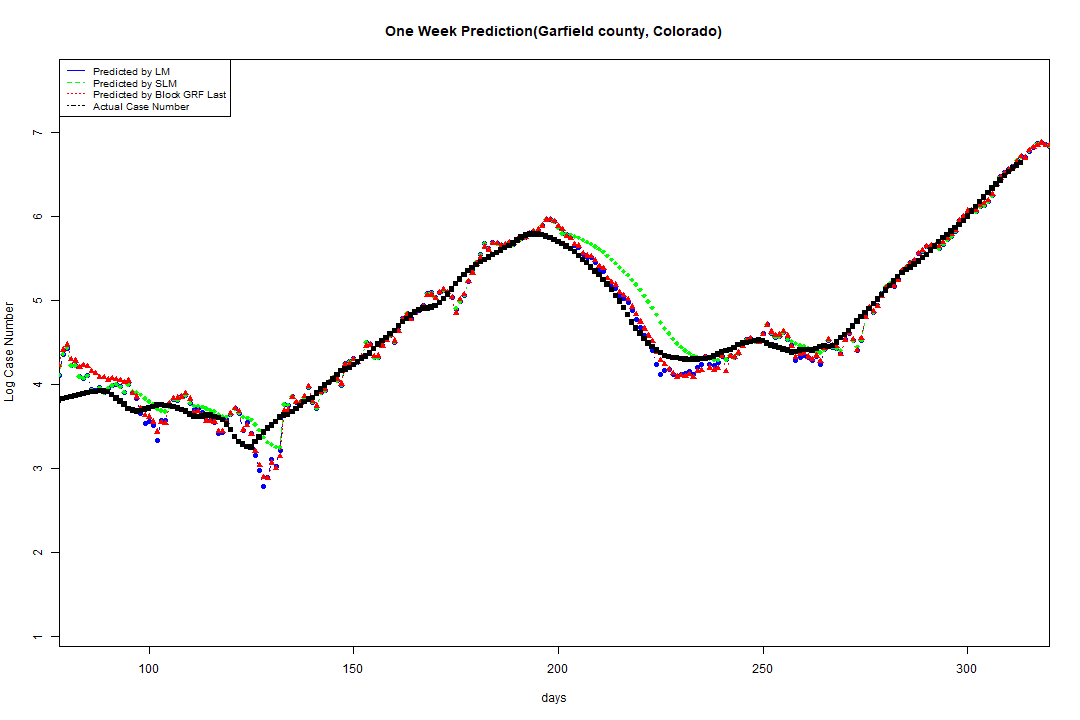 One Week Prediction(Garfield county, Colorado)
Predicted by LM
Predicted by SLM
Predicted by Block GRF Last
Actual Case Number
7
6
5
4
3
2
1
Log Case Number
100 150 200 250 300
days